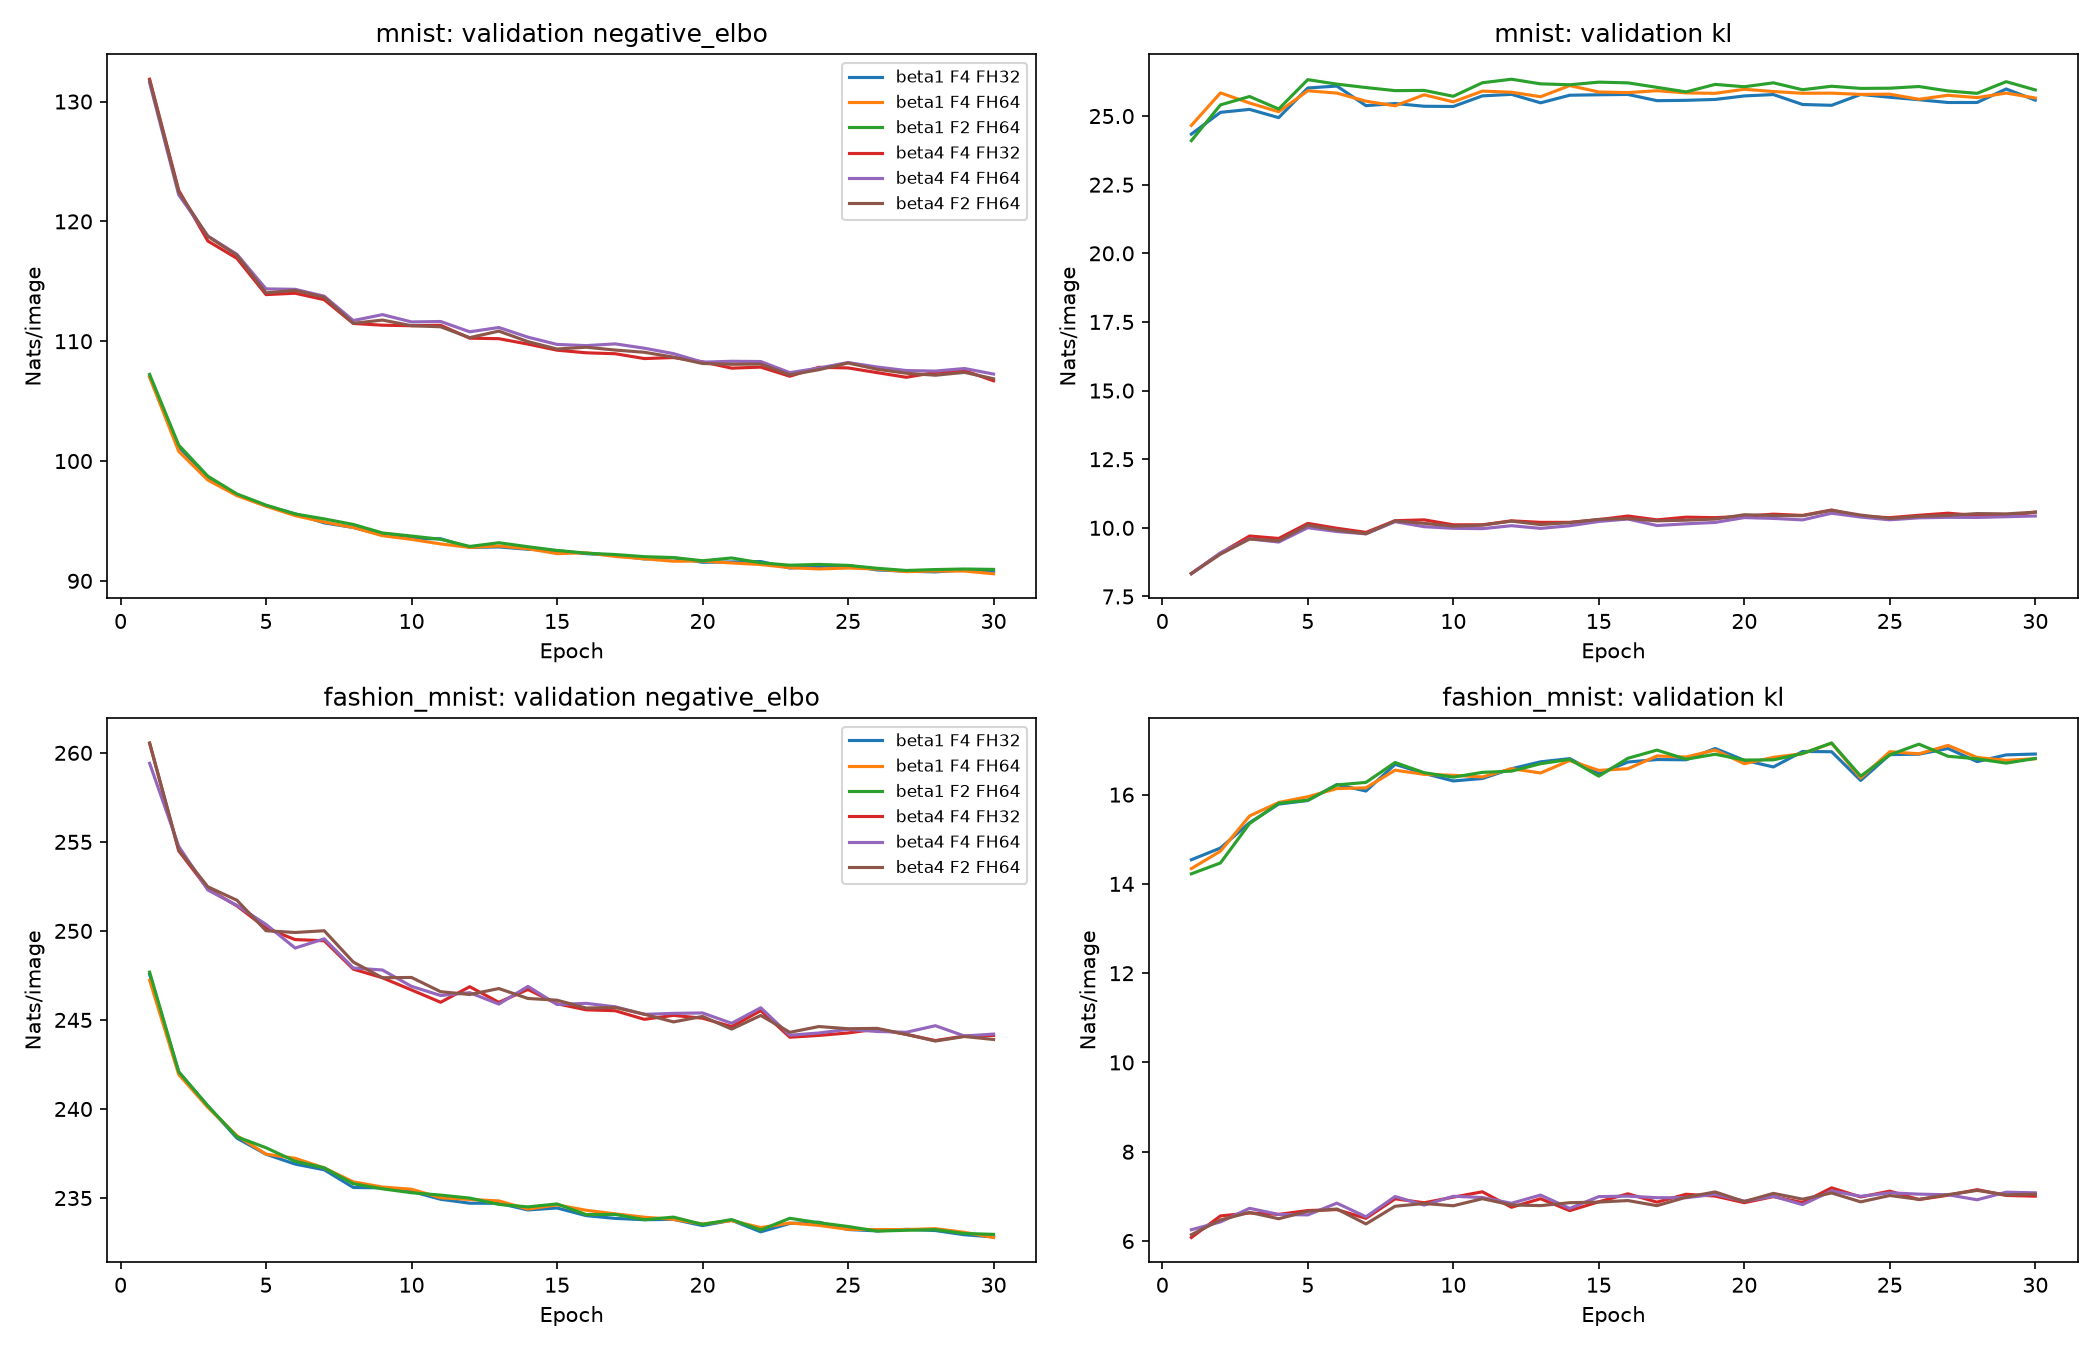 mnist: validation negative_elbo
130
120
110
100
90
Nats/image
0 5 10 15 20 25 30
Epoch
beta1 F4 FH32
beta1 F4 FH64
beta1 F2 FH64
beta4 F4 FH32
beta4 F4 FH64
beta4 F2 FH64
mnist: validation kl
25.0
22.5
20.0
17.5
15.0
12.5
10.0
7.5
Nats/image
0 5 10 15 20 25 30
Epoch
fashion_mnist: validation negative_elbo
260
255
250
245
240
235
Nats/image
0 5 10 15 20 25 30
Epoch
beta1 F4 FH32
beta1 F4 FH64
beta1 F2 FH64
beta4 F4 FH32
beta4 F4 FH64
beta4 F2 FH64
fashion_mnist: validation kl
16
14
12
10
8
6
Nats/image
0 5 10 15 20 25 30
Epoch